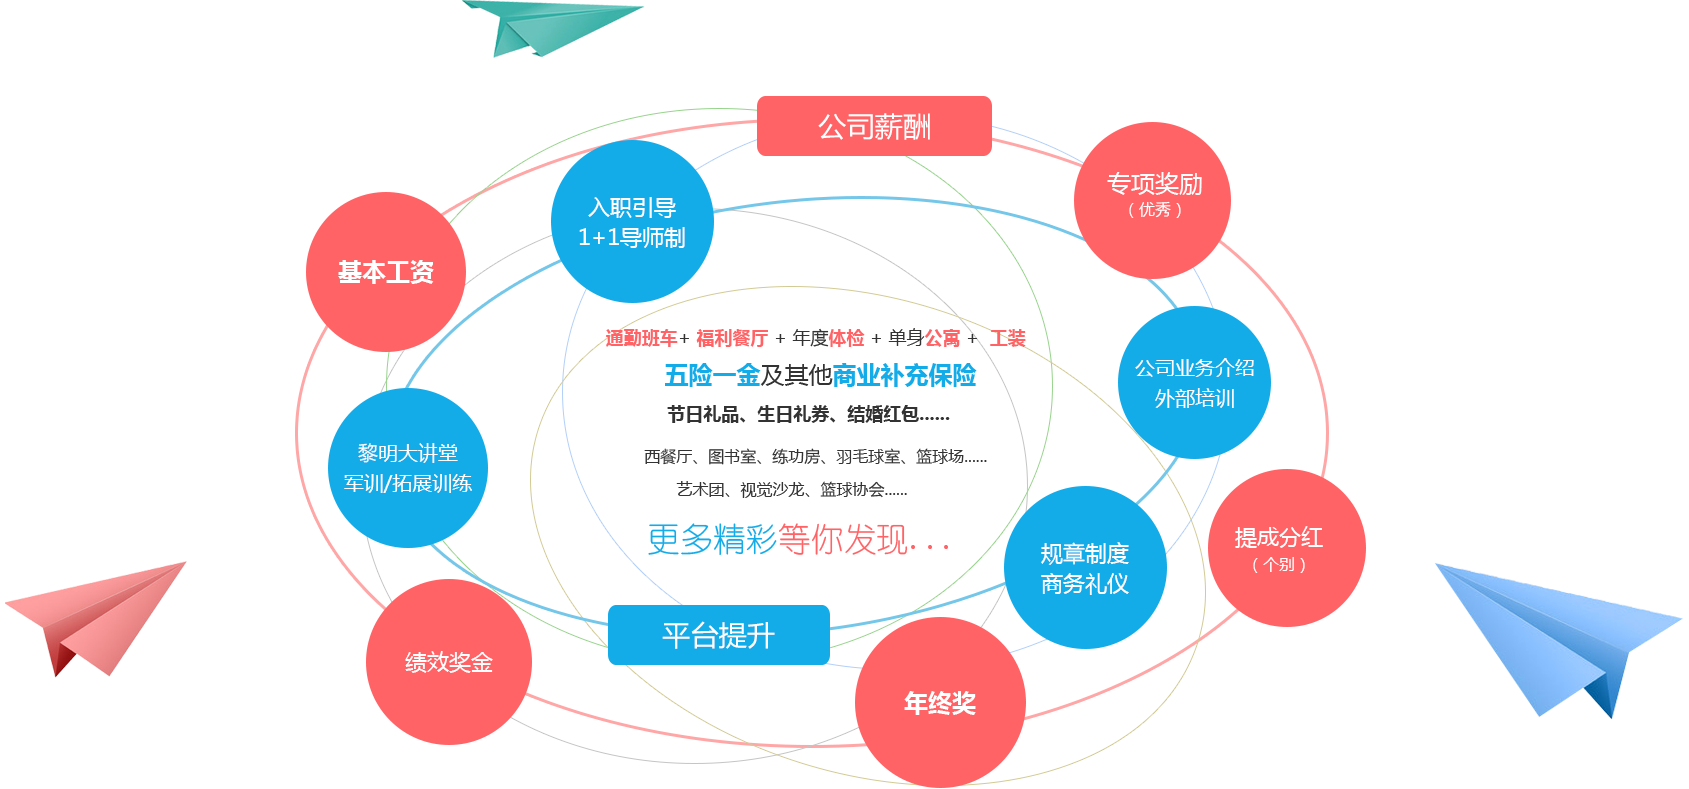 公司薪酬
专项奖励
（优秀）
入职引导
1+1导师制
基本工资
通勤班车+ 福利餐厅 + 年度体检 + 单身公寓 + 工装
五险一金及其他商业补充保险
节日礼品、生日礼券、结婚红包......
西餐厅、图书室、练功房、羽毛球室、篮球场......
艺术团、视觉沙龙、篮球协会......
更多精彩等你发现...
公司业务介绍
外部培训
黎明大讲堂
军训/拓展训练
规章制度
商务礼仪
提成分红
（个别）
平台提升
绩效奖金
年终奖